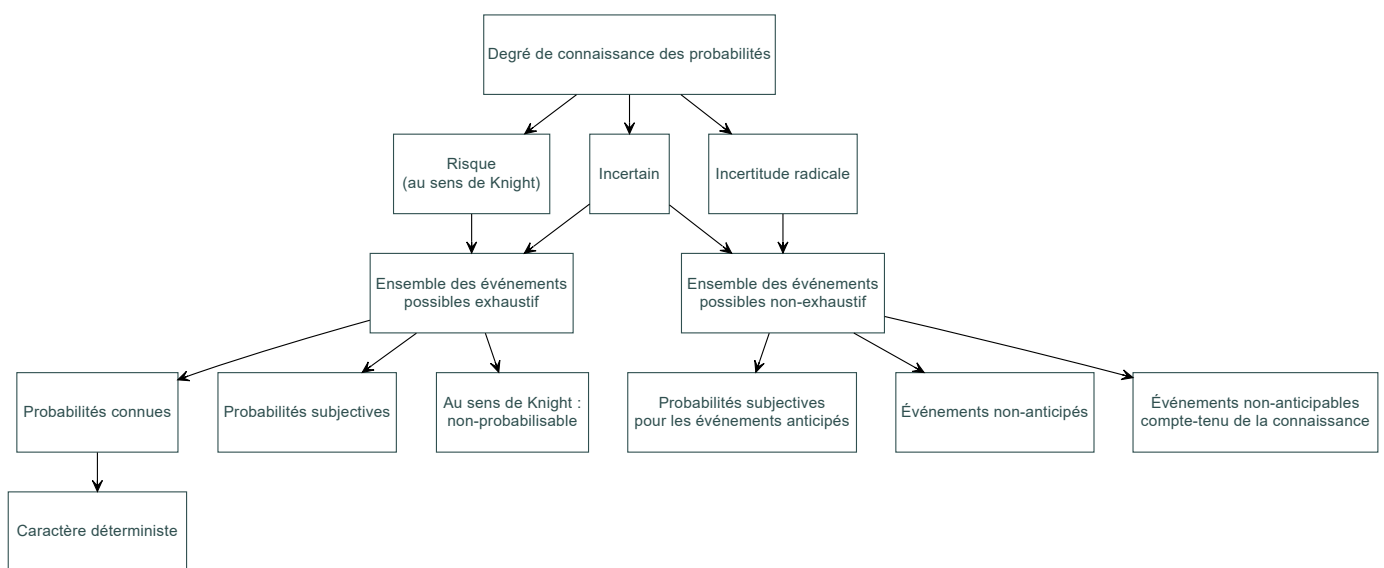 Degré de connaissance des probabilités
Risque
(au sens de Knight)
Incertain
Incertitude radicale
Ensemble des événements
possibles exhaustif
Ensemble des événements
possibles non-exhaustif
Probabilités connues
Probabilités subjectives
Au sens de Knight :
non-probabilisable
Probabilités subjectives
pour les événements anticipés
Événements non-anticipés
Événements non-anticipables
compte-tenu de la connaissance
Caractère déterministe